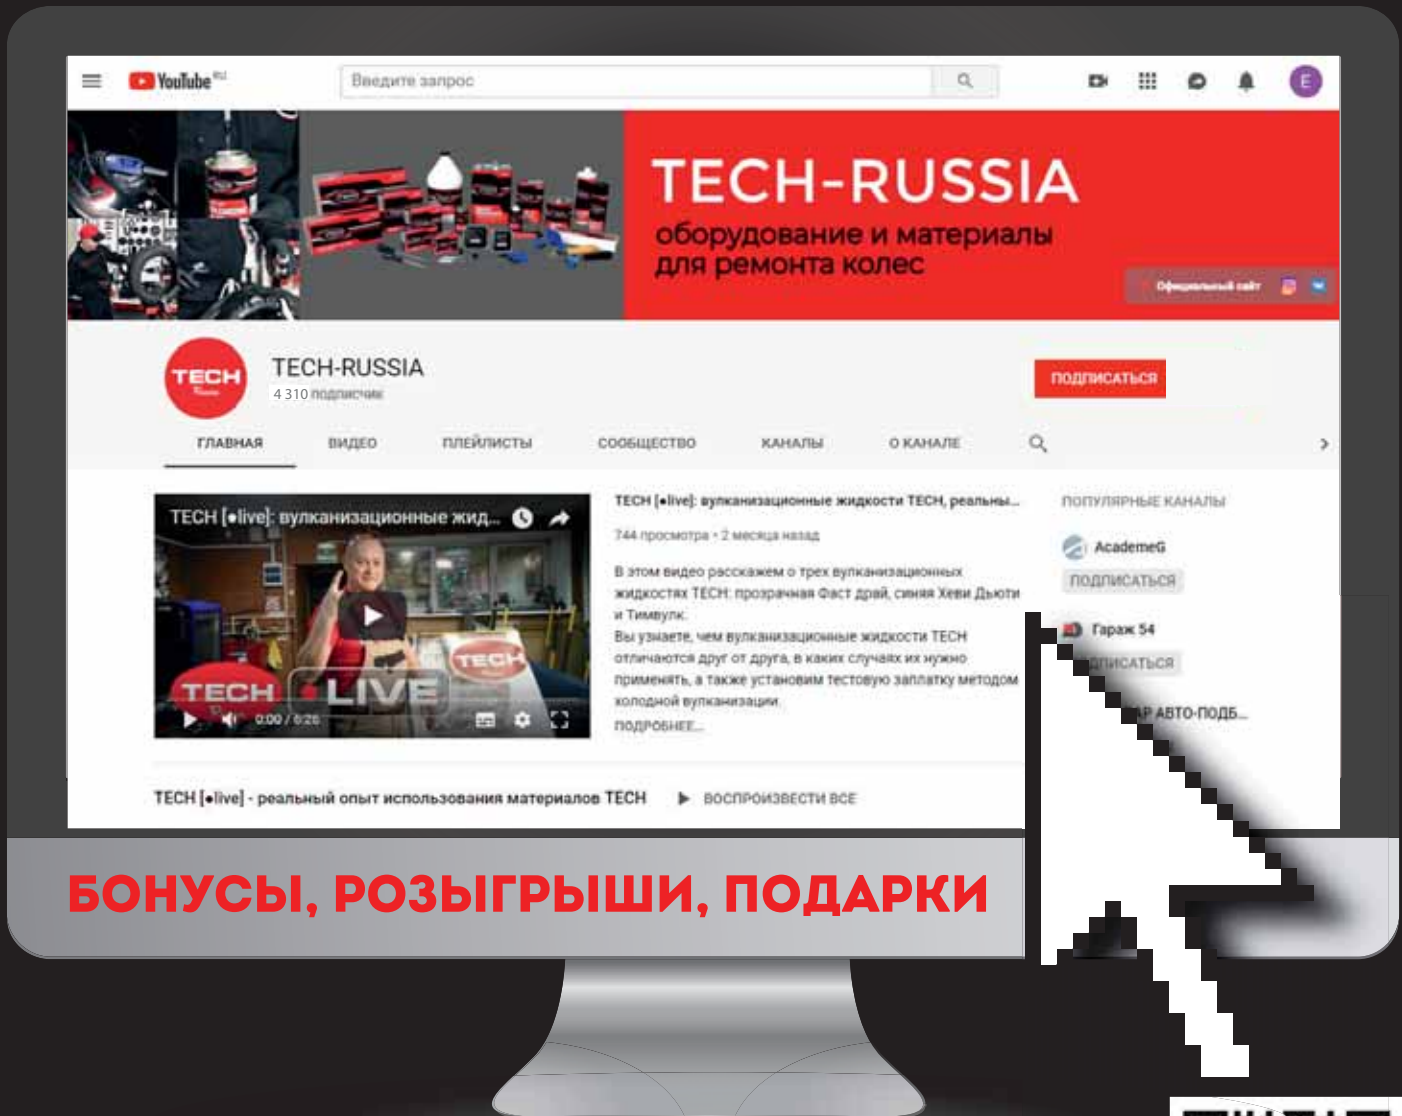 YouTube RU
Введите запрос
E
TECH-RUSSIA
оборудование и материалы
для ремонта колес
Официальный сайт
TECH
TECH-RUSSIA
4 310 подписчик
ПОДПИСАТЬСЯ
ГЛАВНАЯ ВИДЕО ПЛЕЙЛИСТЫ СООБЩЕСТВО КАНАЛЫ О КАНАЛЕ
TECH [●live]: вулканизационные жид...
TECH
TECH
LIVE
0:00 / 6:26
TECH [●live]: вулканизационные жидкости TECH, реальны...
744 просмотра • 2 месяца назад
В этом видео расскажем о трех вулканизационных
жидкостях TECH: прозрачная Фаст драй, синяя Хеви Дьюти
и Тимвулк.
Вы узнаете, чем вулканизационные жидкости TECH
отличаются друг от друга, в каких случаях их нужно
применять, а также установим тестовую заплатку методом
холодной вулканизации.
ПОДРОБНЕЕ...
ПОПУЛЯРНЫЕ КАНАЛЫ
AcademeG
ПОДПИСАТЬСЯ
Гараж 54
ДПИСАТЬСЯ
АР АВТО-ПОДБ...
TECH [●live] - реальный опыт использования материалов TECH ВОСПРОИЗВЕСТИ ВСЕ
БОНУСЫ, РОЗЫГРЫШИ, ПОДАРКИ